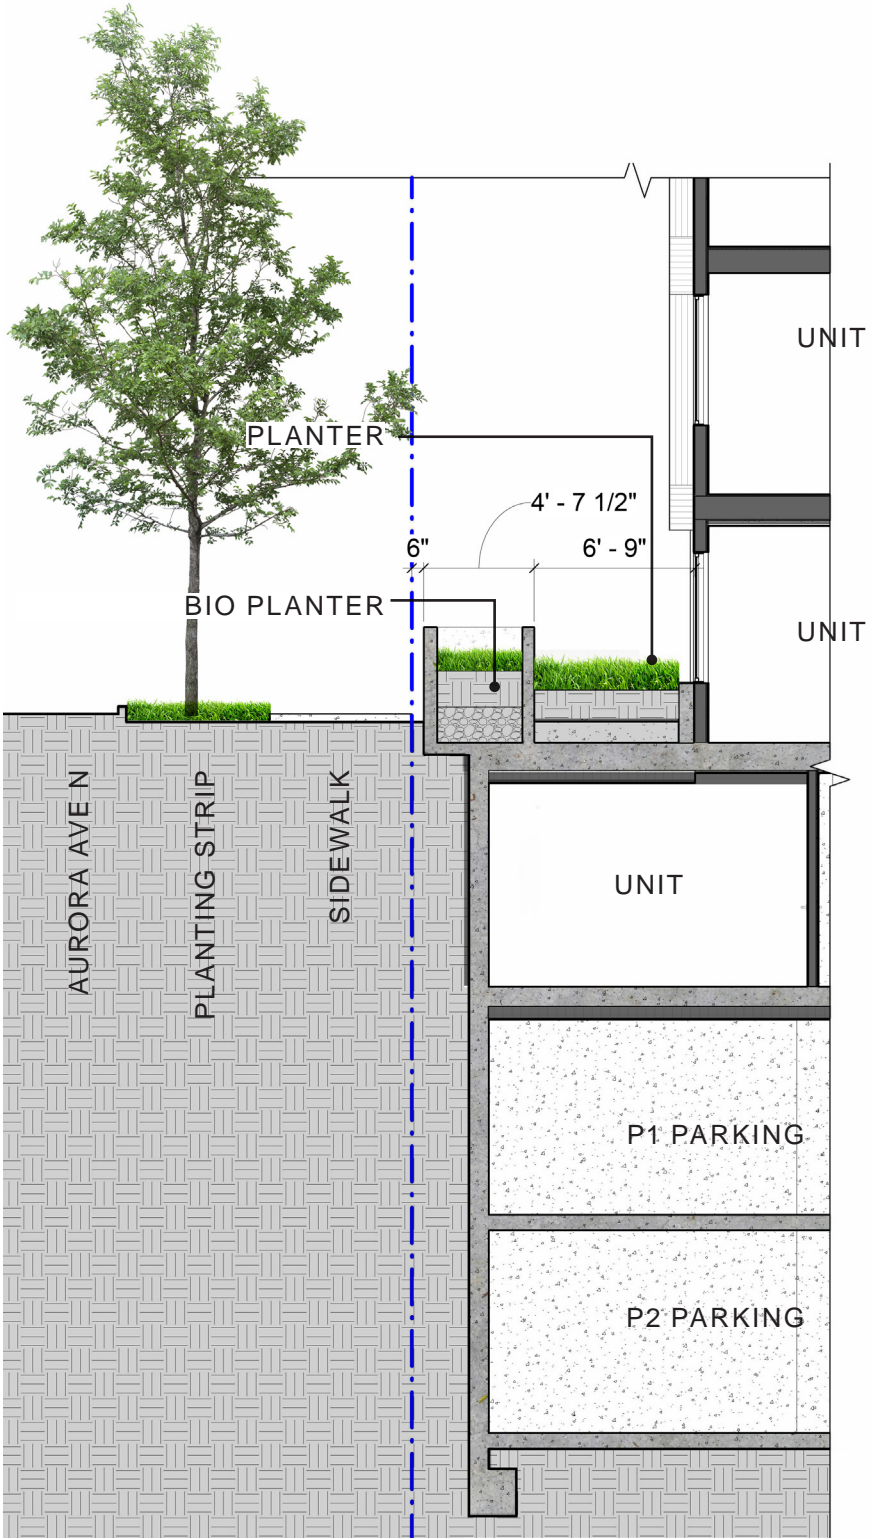 UNIT
PLANTER
4' - 7 1/2"
6"
6' - 9"
BIO PLANTER
UNIT
AURORA AVE N
PLANTING STRIP
SIDEWALK
UNIT
P1 PARKING
P2 PARKING